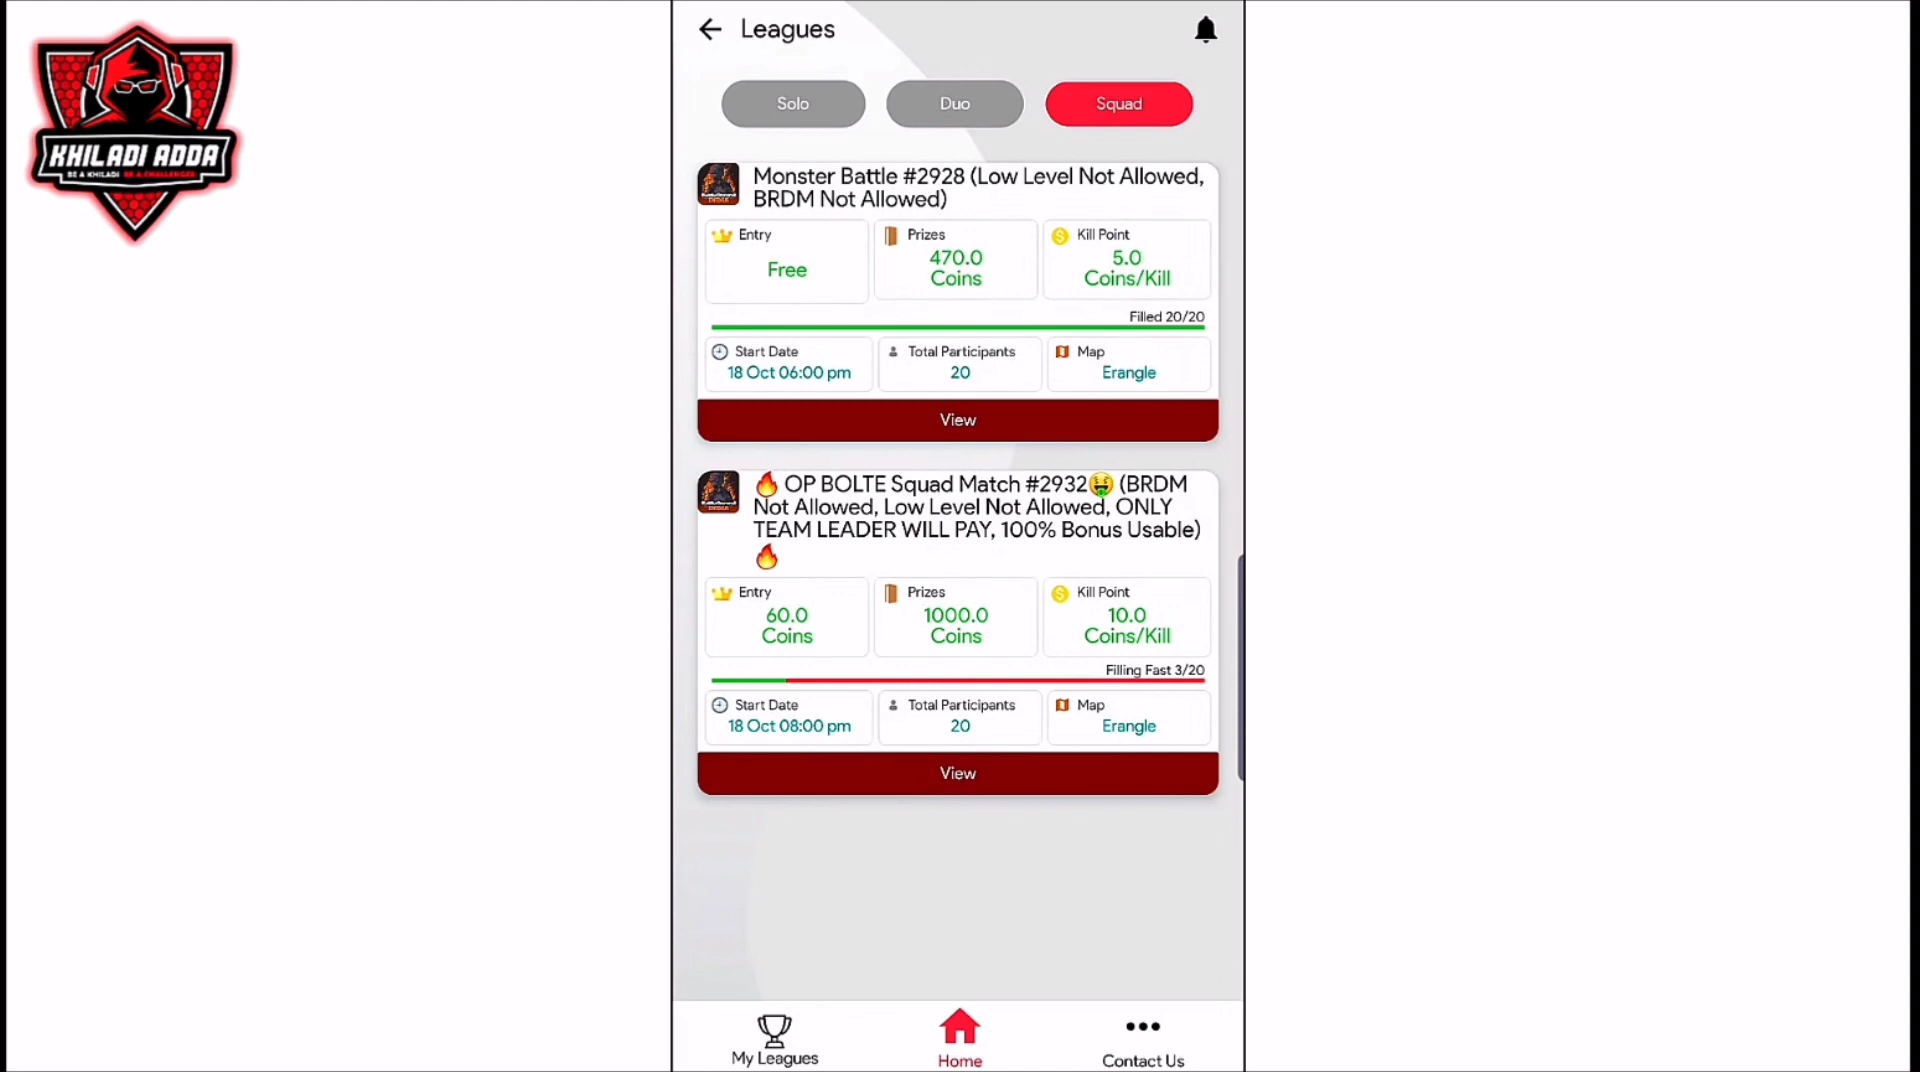 KHILADI ADDA
BE A KHILADI BE A CHALLENGER
Leagues
Solo
Duo
Squad
Monster Battle #2928 (Low Level Not Allowed,
BRDM Not Allowed)
Entry
Free
Prizes
470.0
Coins
Kill Point
5.0
Coins/Kill
Filled 20/20
Start Date
18 Oct 06:00 pm
Total Participants
20
Map
Erangle
View
🔥 OP BOLTE Squad Match #2932🤑 (BRDM
Not Allowed, Low Level Not Allowed, ONLY
TEAM LEADER WILL PAY, 100% Bonus Usable)
🔥
Entry
60.0
Coins
Prizes
1000.0
Coins
Kill Point
10.0
Coins/Kill
Filling Fast 3/20
Start Date
18 Oct 08:00 pm
Total Participants
20
Map
Erangle
View
My Leagues
Home
Contact Us